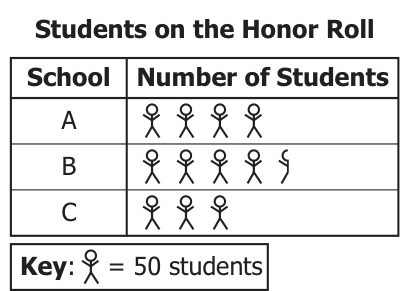 Students on the Honor Roll
School Number of Students
A
B
C
Key: = 50 students